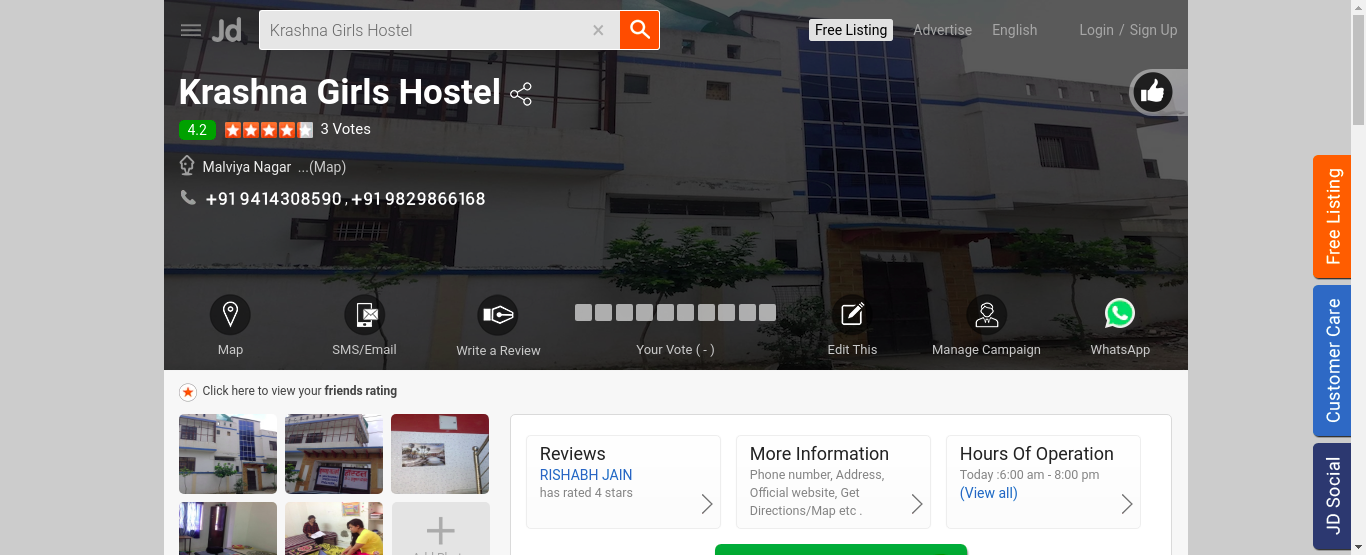 Jd
Krashna Girls Hostel
Free Listing
Advertise
English
Login / Sign Up
Krashna Girls Hostel
4.2
3 Votes
Malviya Nagar ...(Map)
+91 9414308590 , +91 9829866168
Map
SMS/Email
Write a Review
Your Vote ( - )
Edit This
Manage Campaign
WhatsApp
Click here to view your friends rating
Reviews
RISHABH JAIN
has rated 4 stars
More Information
Phone number, Address,
Official website, Get
Directions/Map etc .
Hours Of Operation
Today :6:00 am - 8:00 pm
(View all)
Free Listing
Customer Care
JD Social